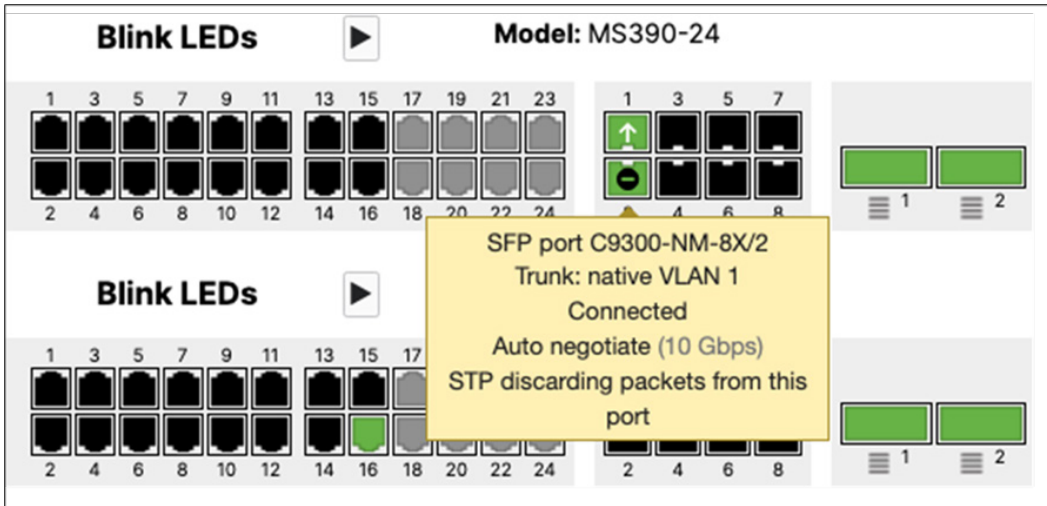 Blink LEDs
Model: MS390-24
1 3 5 7 9 11 13 15 17 19 21 23 1 3 5 7
2 4 6 8 10 12 14 16 18 20 22 24 4 6 8 1 2
SFP port C9300-NM-8X/2
Trunk: native VLAN 1
Connected
Auto negotiate (10 Gbps)
STP discarding packets from this
port
Blink LEDs
1 3 5 7 9 11 13 15 17
2 4 6 8 10 12 14 16 18 20 22 24 2 4 6 8 1 2